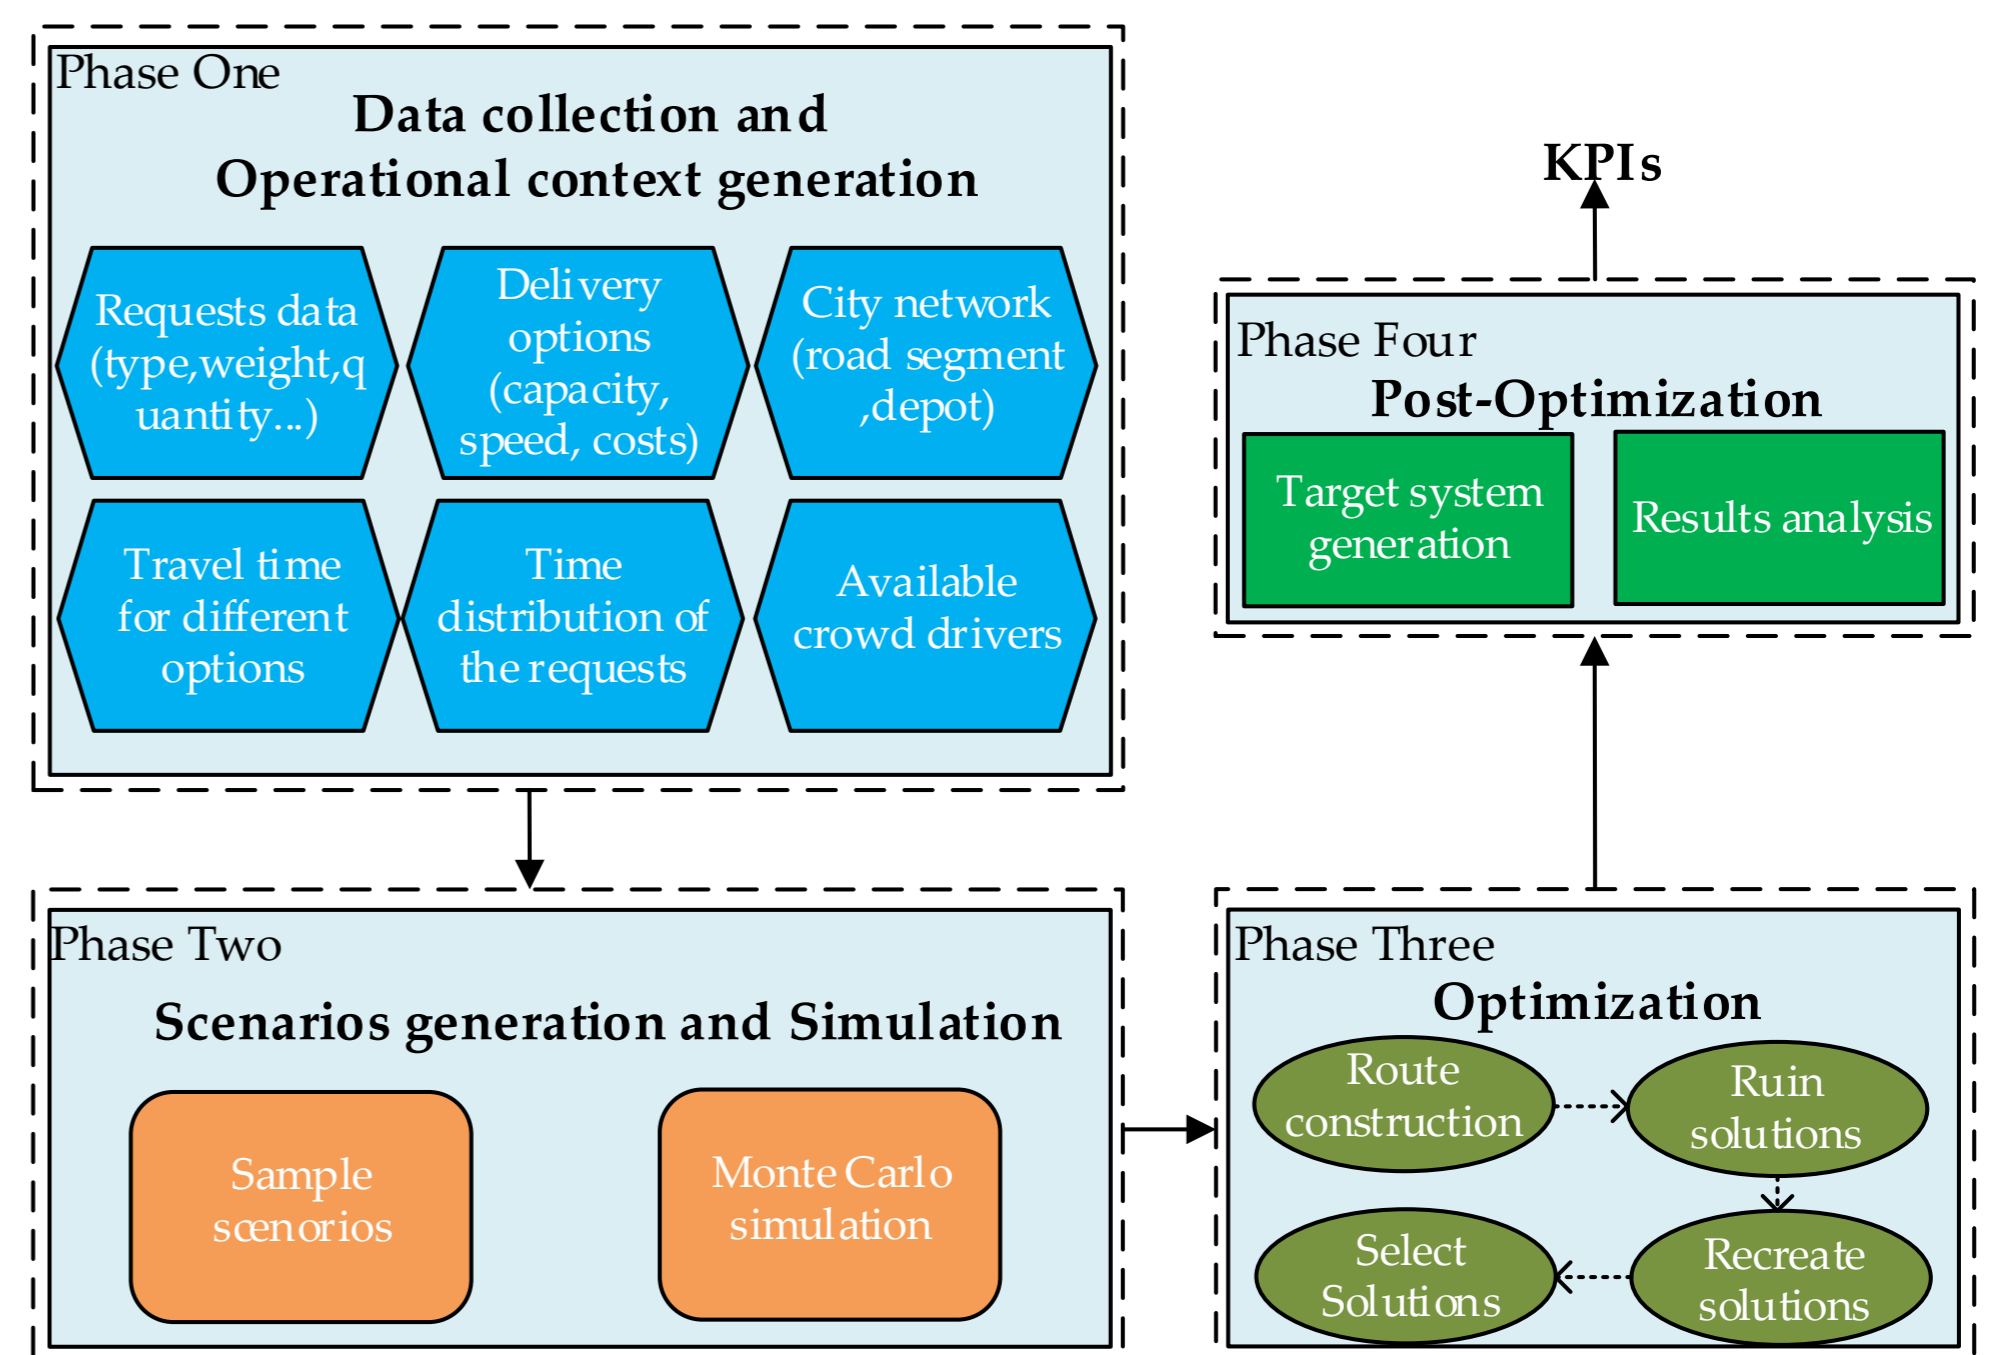 Phase One
Data collection and
Operational context generation
Requests data
(type,weight,q
uantity...)
Delivery
options
(capacity,
speed, costs)
City network
(road segment
,depot)
Travel time
for different
options
Time
distribution of
the requests
Available
crowd drivers
Phase Two
Scenarios generation and Simulation
Sample
scenorios
Monte Carlo
simulation
Phase Three
Optimization
Route
construction
Ruin
solutions
Recreate
solutions
Select
Solutions
Phase Four
Post-Optimization
Target system
generation
Results analysis
KPIs